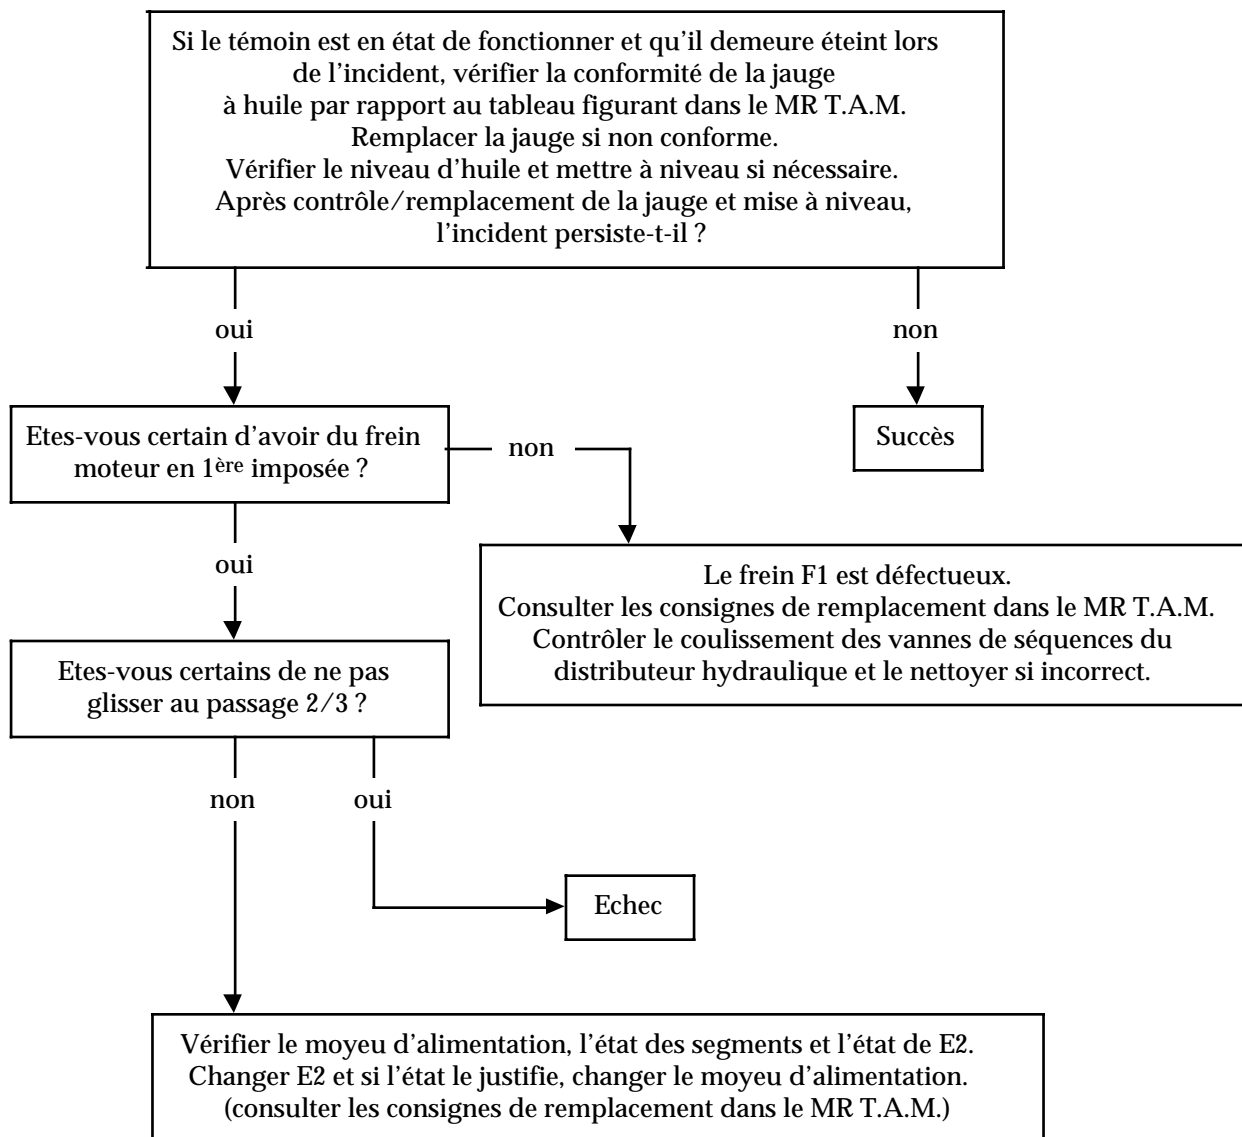 Si le témoin est en état de fonctionner et qu'il demeure éteint lors
de l'incident, vérifier la conformité de la jauge
à huile par rapport au tableau figurant dans le MR T.A.M.
Remplacer la jauge si non conforme.
Vérifier le niveau d'huile et mettre à niveau si nécessaire.
Après contrôle/remplacement de la jauge et mise à niveau,
l'incident persiste-t-il ?
oui
non
Etes-vous certain d'avoir du frein
moteur en 1ère imposée ?
non
Succès
oui
Le frein F1 est défectueux.
Consulter les consignes de remplacement dans le MR T.A.M.
Contrôler le coulissement des vannes de séquences du
distributeur hydraulique et le nettoyer si incorrect.
Etes-vous certains de ne pas
glisser au passage 2/3 ?
non
oui
Echec
Vérifier le moyeu d'alimentation, l'état des segments et l'état de E2.
Changer E2 et si l'état le justifie, changer le moyeu d'alimentation.
(consulter les consignes de remplacement dans le MR T.A.M.)